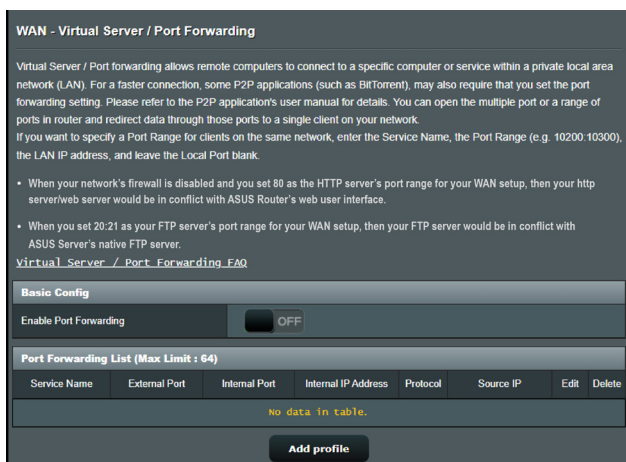 WAN - Virtual Server / Port Forwarding
Virtual Server / Port forwarding allows remote computers to connect to a specific computer or service within a private local area
network (LAN). For a faster connection, some P2P applications (such as BitTorrent), may also require that you set the port
forwarding setting. Please refer to the P2P application's user manual for details. You can open the multiple port or a range of
ports in router and redirect data through those ports to a single client on your network.
If you want to specify a Port Range for clients on the same network, enter the Service Name, the Port Range (e.g. 10200:10300),
the LAN IP address, and leave the Local Port blank.
• When your network's firewall is disabled and you set 80 as the HTTP server's port range for your WAN setup, then your http
server/web server would be in conflict with ASUS Router's web user interface.
• When you set 20:21 as your FTP server's port range for your WAN setup, then your FTP server would be in conflict with
ASUS Server's native FTP server.
Virtual Server / Port Forwarding FAQ
Basic Config
Enable Port Forwarding OFF
Port Forwarding List (Max Limit : 64)
Service Name External Port Internal Port Internal IP Address Protocol Source IP Edit Delete
No data in table.
Add profile